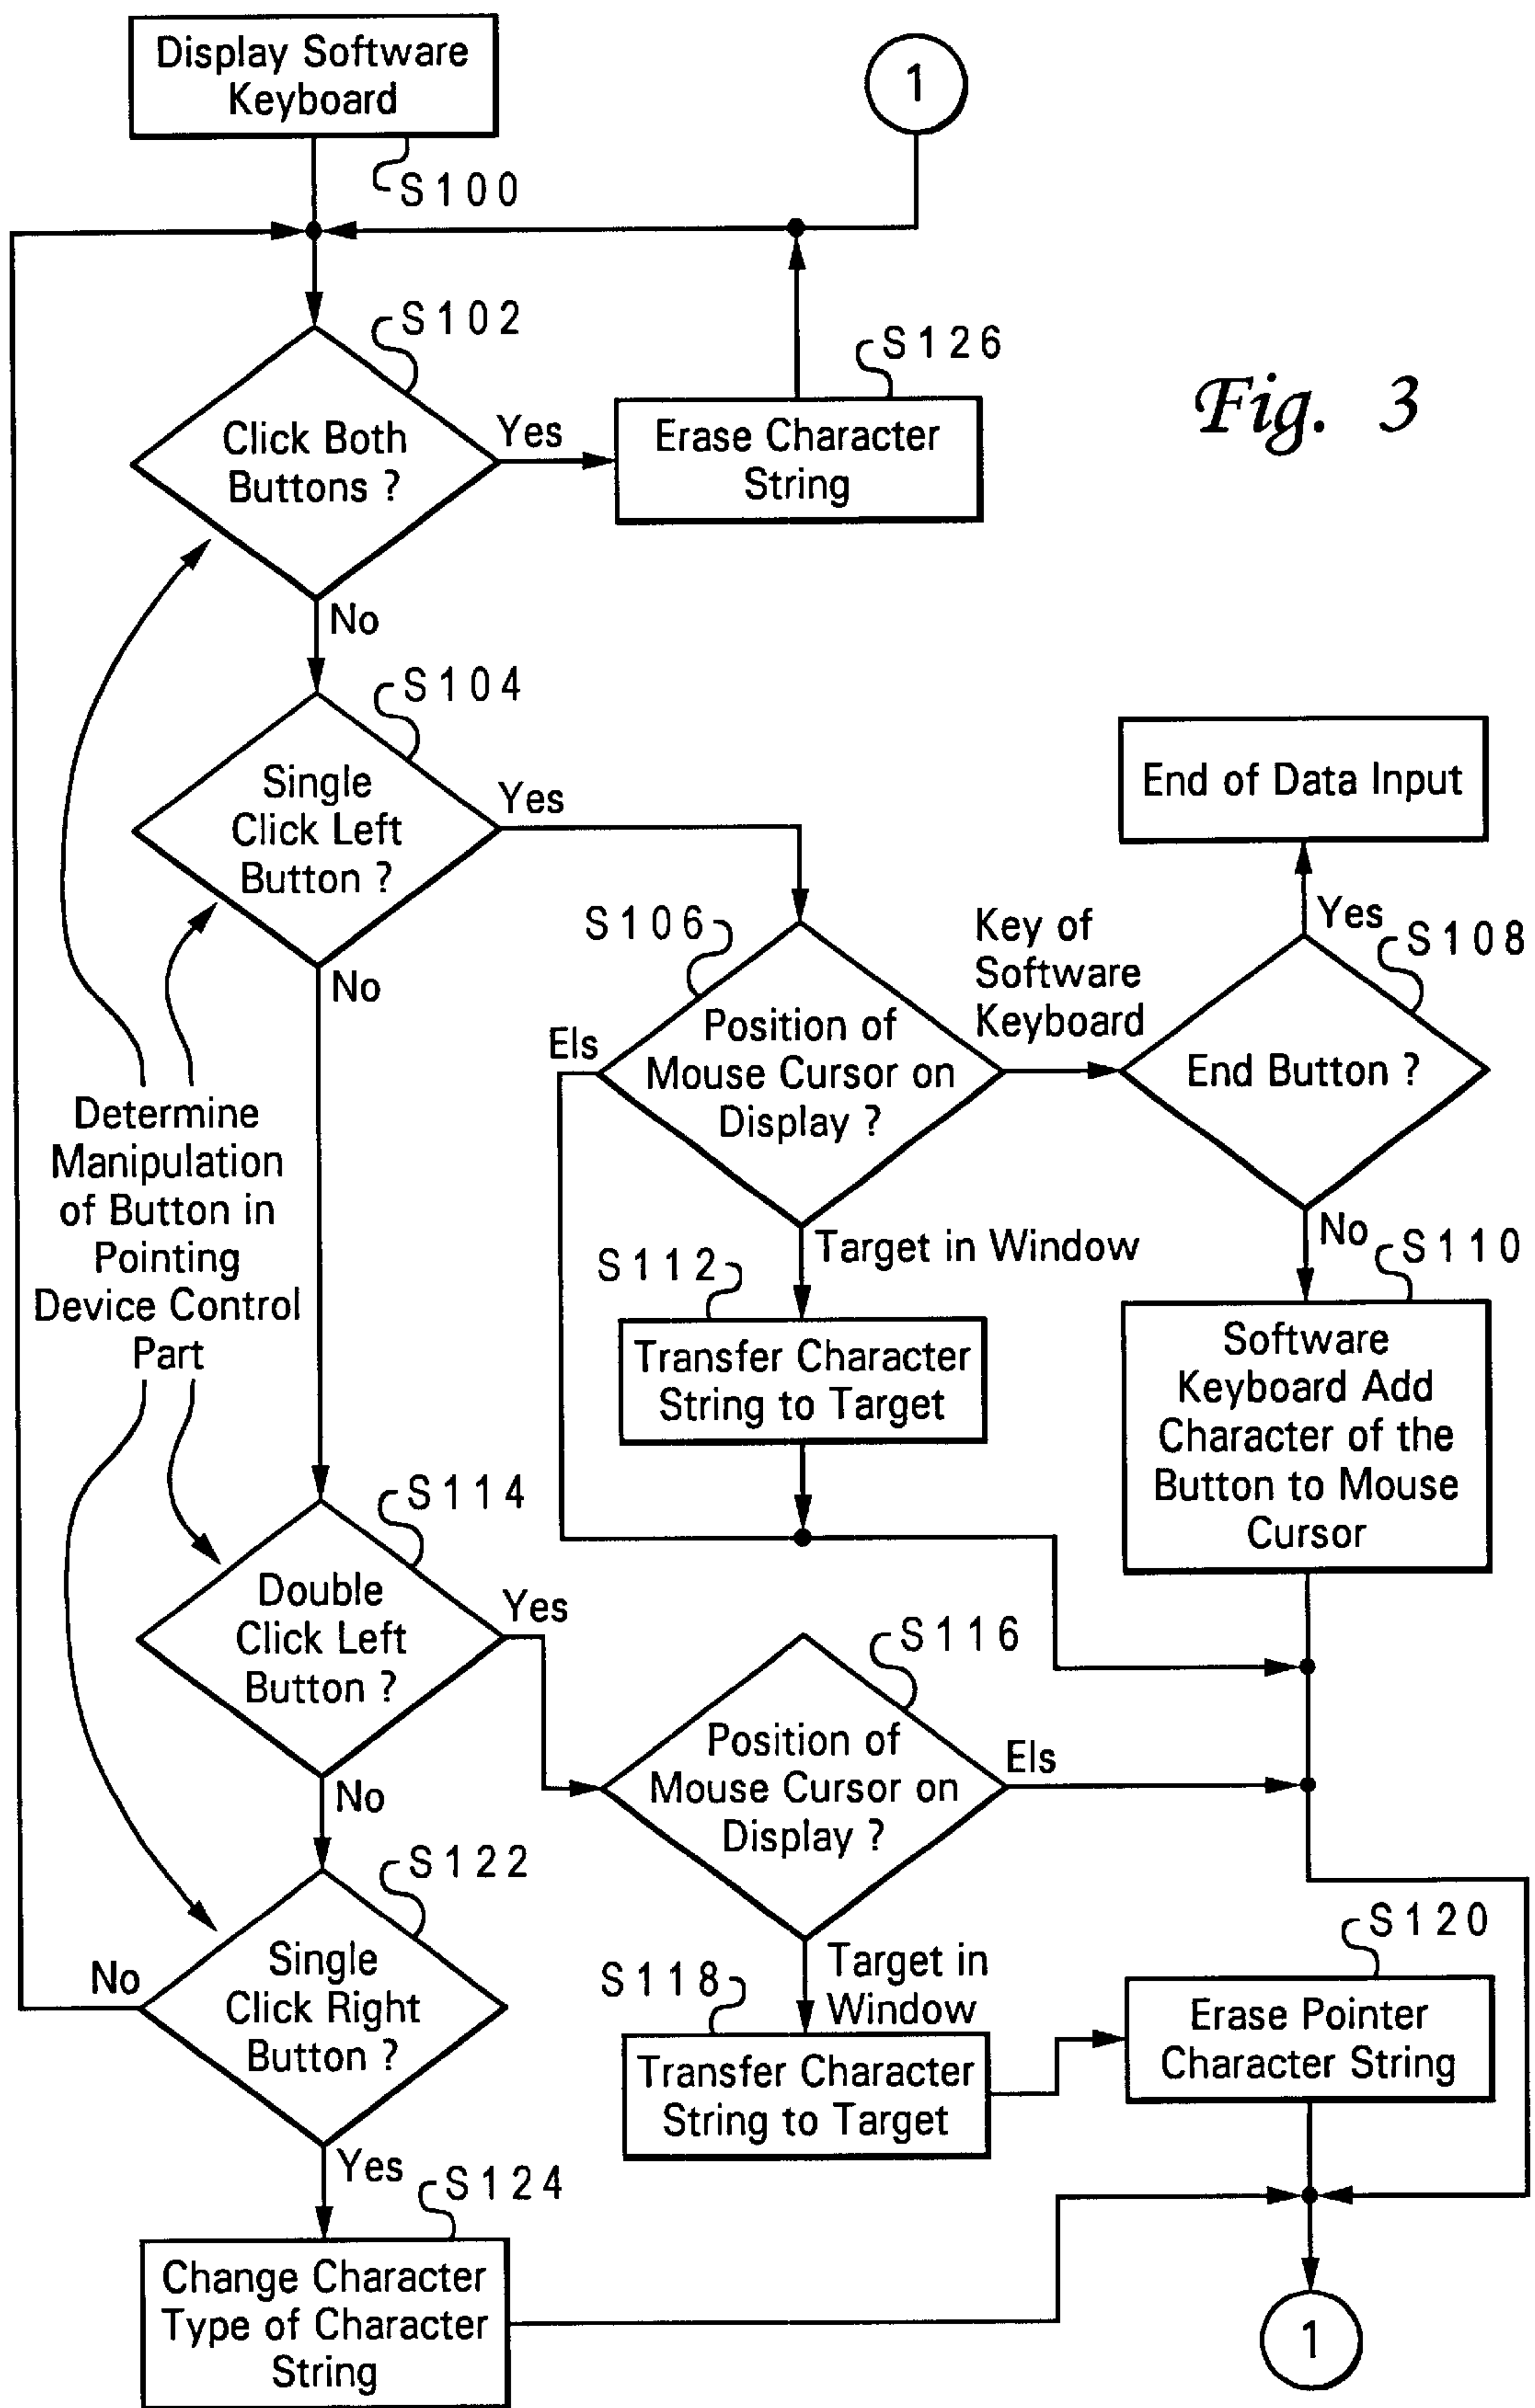 Display Software
Keyboard
1
S100
S102
Click Both
Buttons ?
Yes
S126
Erase Character
String
Fig. 3
No
S104
Single
Click Left
Button ?
Yes
No
End of Data Input
Yes
S108
S106
Key of
Software
Keyboard
Els
Position of
Mouse Cursor on
Display ?
End Button ?
Determine
Manipulation
of Button in
Pointing
Device Control
Part
Target in Window
No
S110
S112
Transfer Character
String to Target
Software
Keyboard Add
Character of the
Button to Mouse
Cursor
S114
Double
Click Left
Button ?
Yes
No
S116
Position of
Mouse Cursor on
Display ?
Els
S122
Single
Click Right
Button ?
No
Yes
Target in
Window
S118
Transfer Character
String to Target
S120
Erase Pointer
Character String
S124
Change Character
Type of Character
String
1